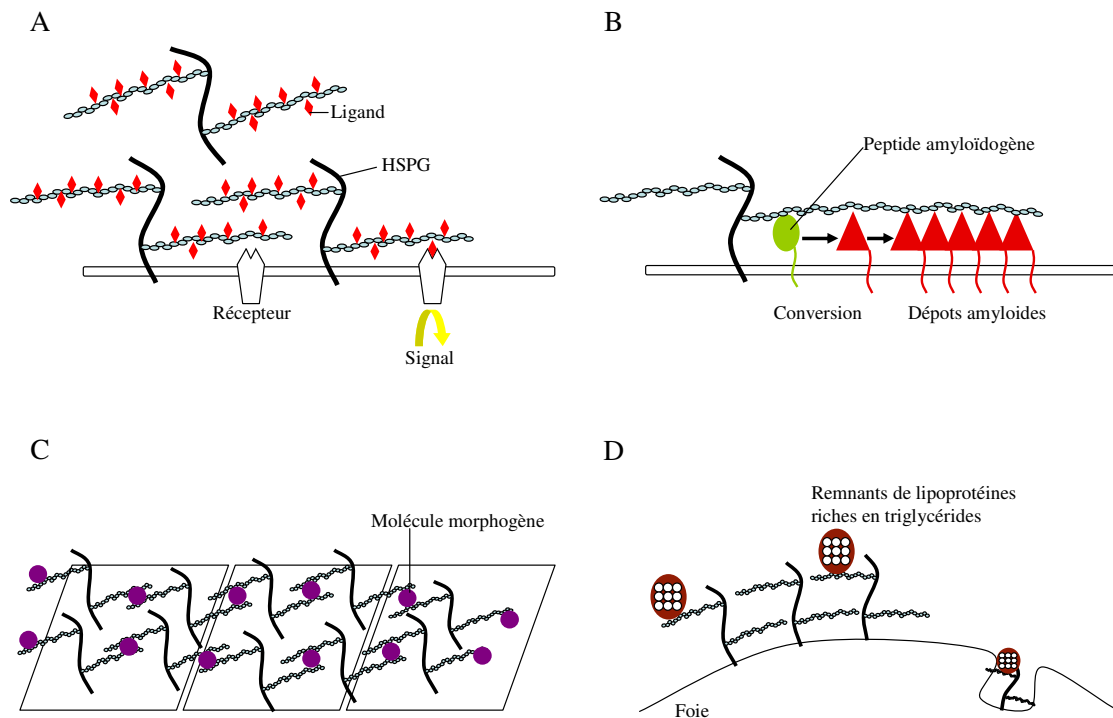 A
Ligand
HSPG
Récepteur
Signal
B
Peptide amyloïdogène
Conversion
Dépots amyloides
C
Molécule morphogène
D
Remnants de lipoprotéines
riches en triglycérides
Foie